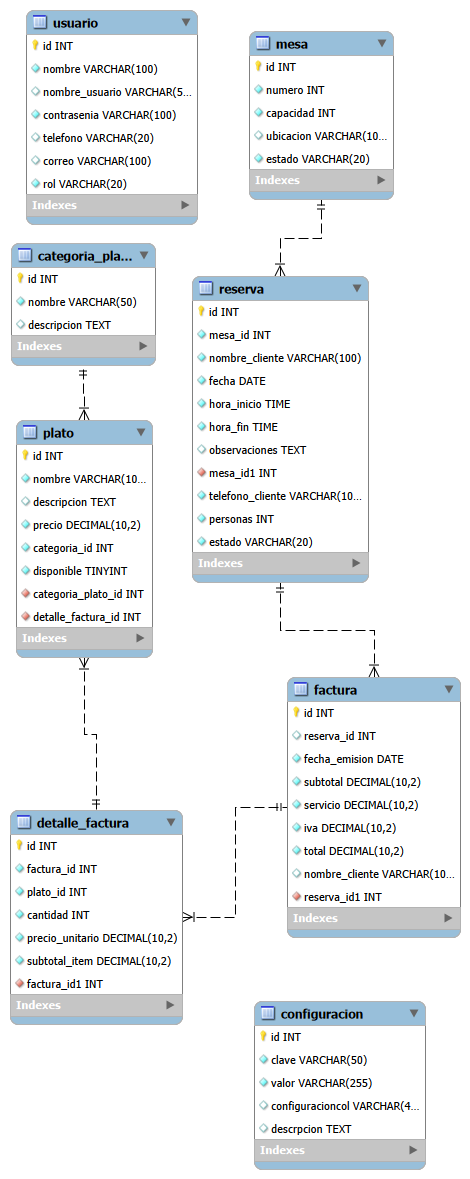 usuario
id INT
nombre VARCHAR(100)
nombre_usuario VARCHAR(5...
contrasenia VARCHAR(100)
telefono VARCHAR(20)
correo VARCHAR(100)
rol VARCHAR(20)
Indexes
mesa
id INT
numero INT
capacidad INT
ubicacion VARCHAR(10...
estado VARCHAR(20)
Indexes
categoria_pla...
id INT
nombre VARCHAR(50)
descripcion TEXT
Indexes
reserva
id INT
mesa_id INT
nombre_cliente VARCHAR(100)
fecha DATE
hora_inicio TIME
hora_fin TIME
observaciones TEXT
mesa_id1 INT
telefono_cliente VARCHAR(10...
personas INT
estado VARCHAR(20)
Indexes
plato
id INT
nombre VARCHAR(10...
descripcion TEXT
precio DECIMAL(10,2)
categoria_id INT
disponible TINYINT
categoria_plato_id INT
detalle_factura_id INT
Indexes
factura
id INT
reserva_id INT
fecha_emision DATE
subtotal DECIMAL(10,2)
servicio DECIMAL(10,2)
iva DECIMAL(10,2)
total DECIMAL(10,2)
nombre_cliente VARCHAR(10...
reserva_id1 INT
Indexes
detalle_factura
id INT
factura_id INT
plato_id INT
cantidad INT
precio_unitario DECIMAL(10,2)
subtotal_item DECIMAL(10,2)
factura_id1 INT
Indexes
configuracion
id INT
clave VARCHAR(50)
valor VARCHAR(255)
configuracioncol VARCHAR(4...
descrpcion TEXT
Indexes